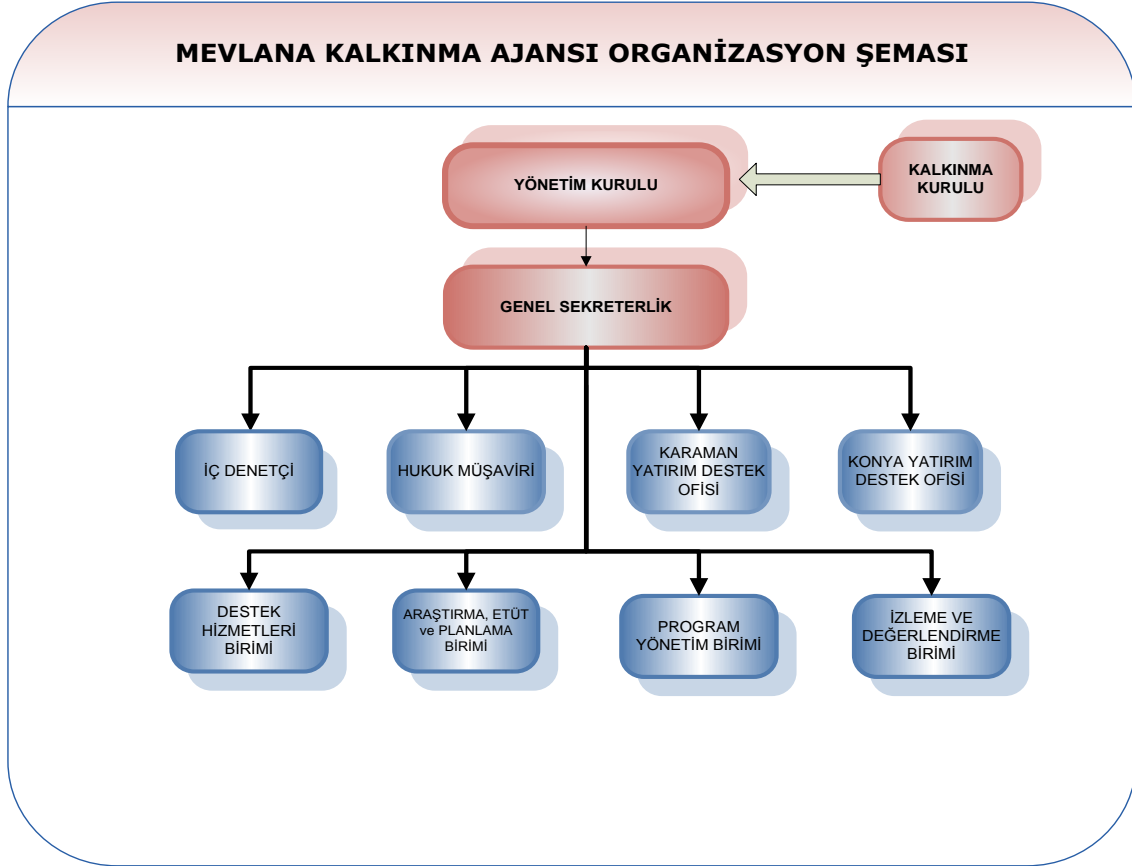 MEVLANA KALKINMA AJANSI ORGANİZASYON ŞEMASI
YÖNETİM KURULU
KALKINMA
KURULU
GENEL SEKRETERLİK
İÇ DENETÇİ
HUKUK MÜŞAVİRİ
KARAMAN
YATIRIM DESTEK
OFİSİ
KONYA YATIRIM
DESTEK OFİSİ
DESTEK
HİZMETLERİ
BİRİMİ
ARAŞTIRMA, ETÜT
ve PLANLAMA
BİRİMİ
PROGRAM
YÖNETİM BİRİMİ
İZLEME VE
DEĞERLENDİRME
BİRİMİ